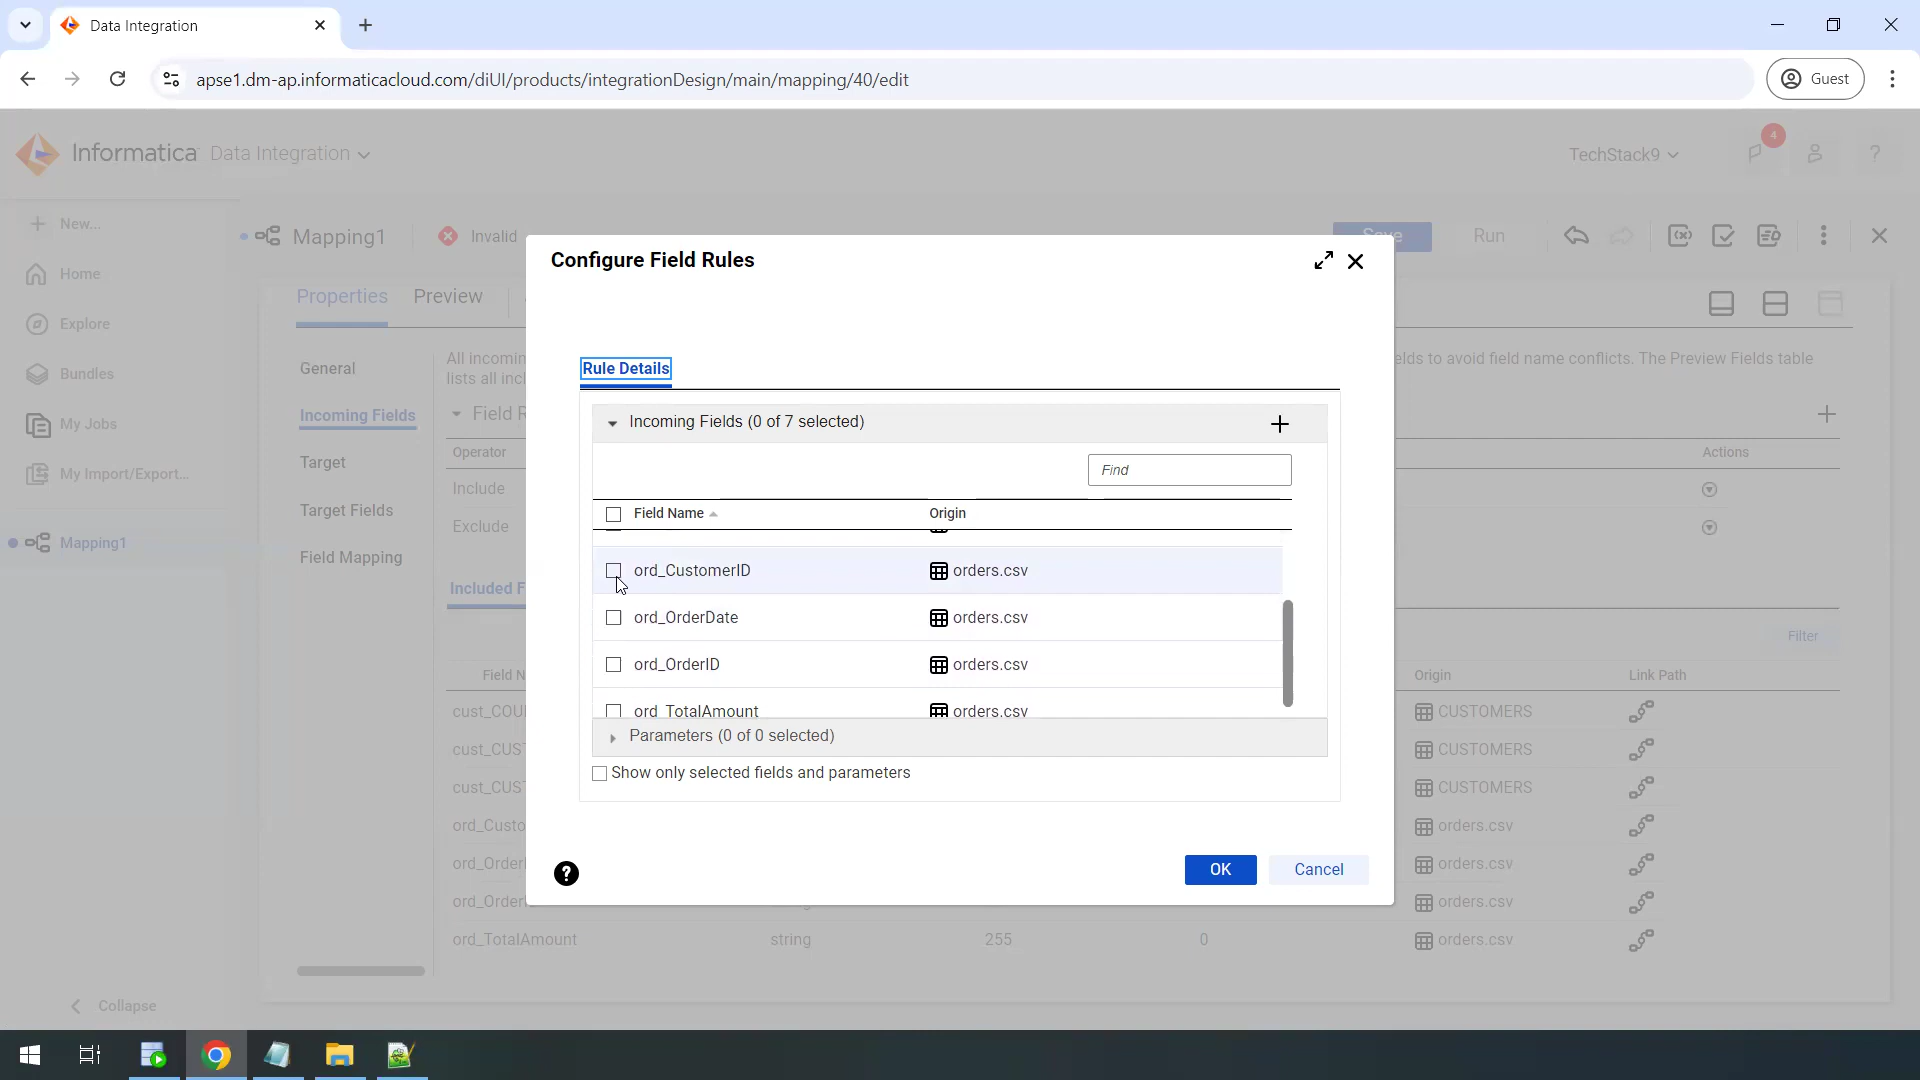 Data Integration
apse1.dm-ap.informaticacloud.com/diUI/products/integrationDesign/main/mapping/40/edit
Guest
Informatica Data Integration
TechStack9
4
?
New...
Home
Explore
Bundles
My Jobs
My Import/Export...
Mapping1
Collapse
Mapping1
Invalid
Save
Run
Properties
Preview
General
Incoming Fields
Target
Target Fields
Field Mapping
All incomin
elds to avoid field name conflicts. The Preview Fields table
lists all incl
Field R
Operator
Actions
Include
Exclude
Included F
Filter
Field N
Origin
Link Path
cust_COU
CUSTOMERS
cust_CUST
CUSTOMERS
cust_CUST
CUSTOMERS
ord_Custo
orders.csv
ord_Order
orders.csv
ord_Order
orders.csv
ord_TotalAmount
string
255
0
orders.csv
Configure Field Rules
Rule Details
Incoming Fields (0 of 7 selected)
Find
Field Name
Origin
ord_CustomerID
orders.csv
ord_OrderDate
orders.csv
ord_OrderID
orders.csv
ord_TotalAmount
orders.csv
Parameters (0 of 0 selected)
Show only selected fields and parameters
?
OK
Cancel